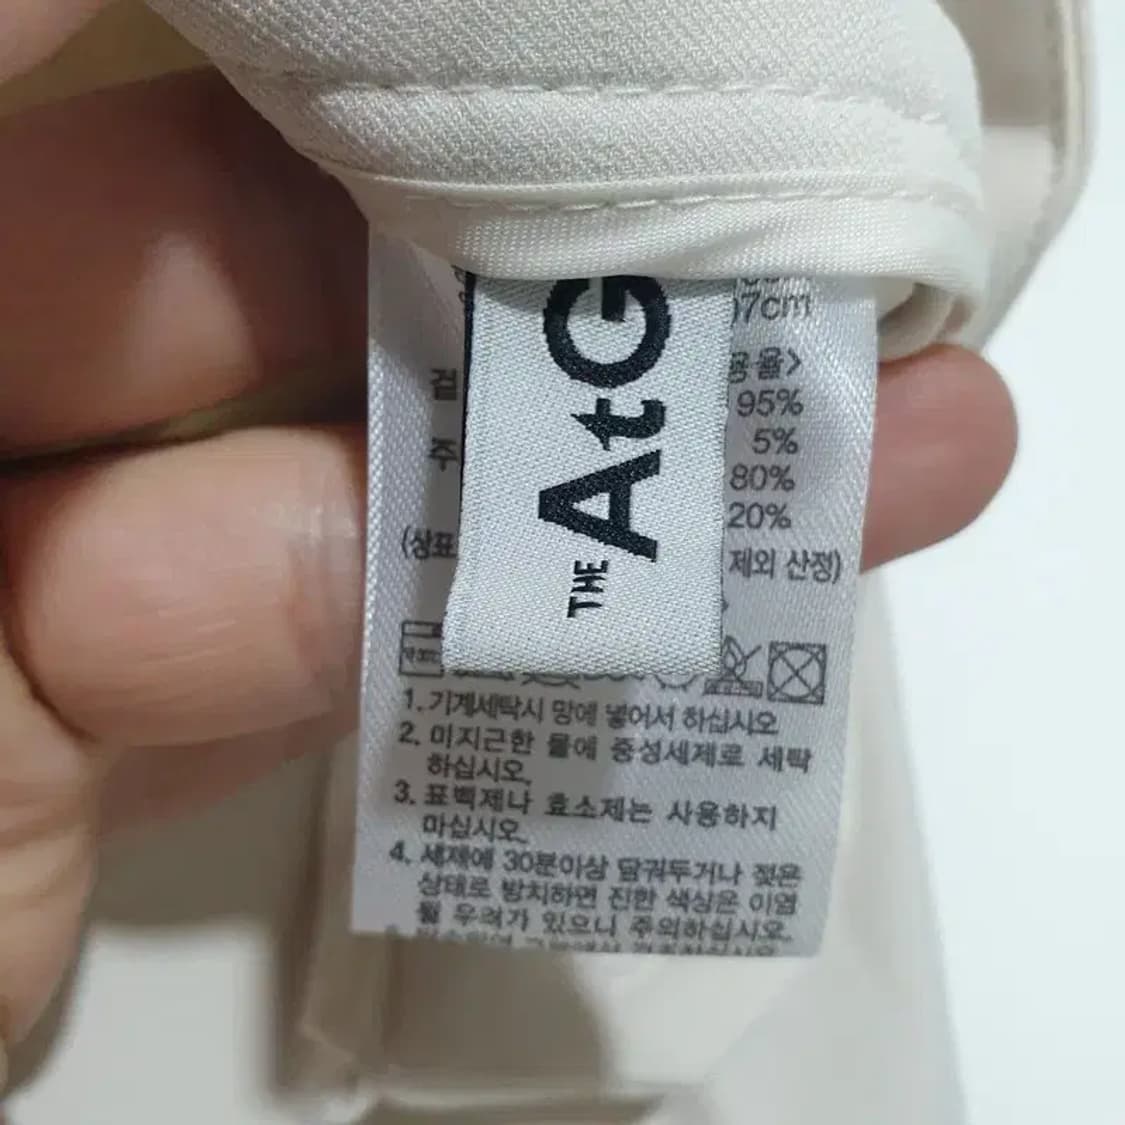 THE AtG
07cm
용율>
겉
95%
5%
주
80%
20%
(상표
제외 산정)
1. 기계세탁시 망에 넣어서 하십시오
2. 미지근한 물에 중성세제로 세탁
하십시오.
3. 표백제나 효소제는 사용하지
마십시오.
4. 세제에 30분이상 담궈두거나 젖은
상태로 방치하면 진한 색상은 이염
될 우려가 있으니 주의하십시오.